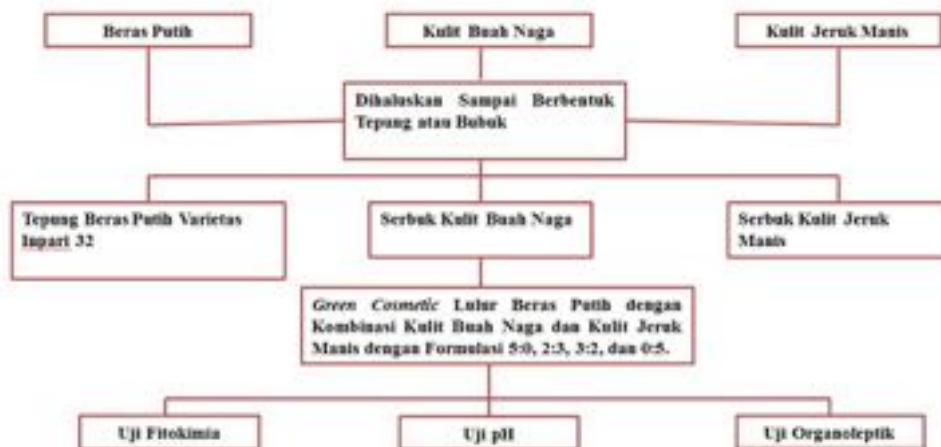 Beras Putih
Kulit Buah Naga
Kulit Jeruk Manis
Dihaluskan Sampai Berbentuk
Tepung atau Bubuk
Tepung Beras Putih Varietas
Inpari 32
Serbuk Kulit Buah Naga
Serbuk Kulit Jeruk
Manis
Green Cosmetic Lulur Beras Putih dengan
Kombinasi Kulit Buah Naga dan Kulit Jeruk
Manis dengan Formulasi 5:0, 2:3, 3:2, dan 0:5.
Uji Fitokimia
Uji pH
Uji Organoleptik